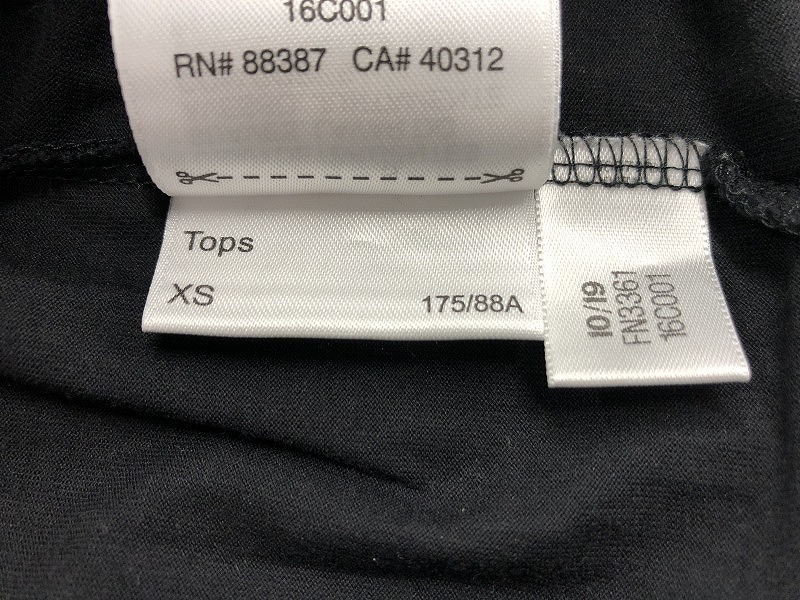 16C001
RN# 88387 CA# 40312
Tops
XS 175/88A
10/19
FN3361
16C001